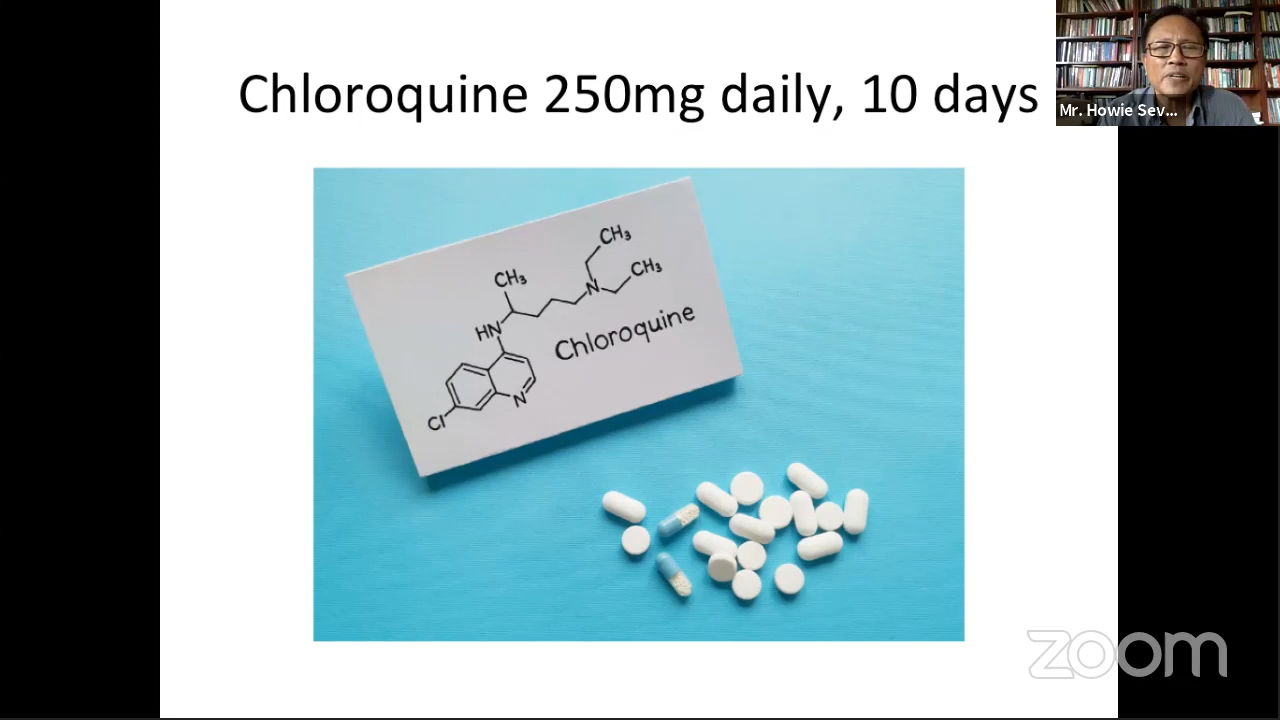 Chloroquine 250mg daily, 10 days
Mr. Howie Sev...
CH₃
CH₃
CH₃
N
HN
Chloroquine
N
Cl
zoom